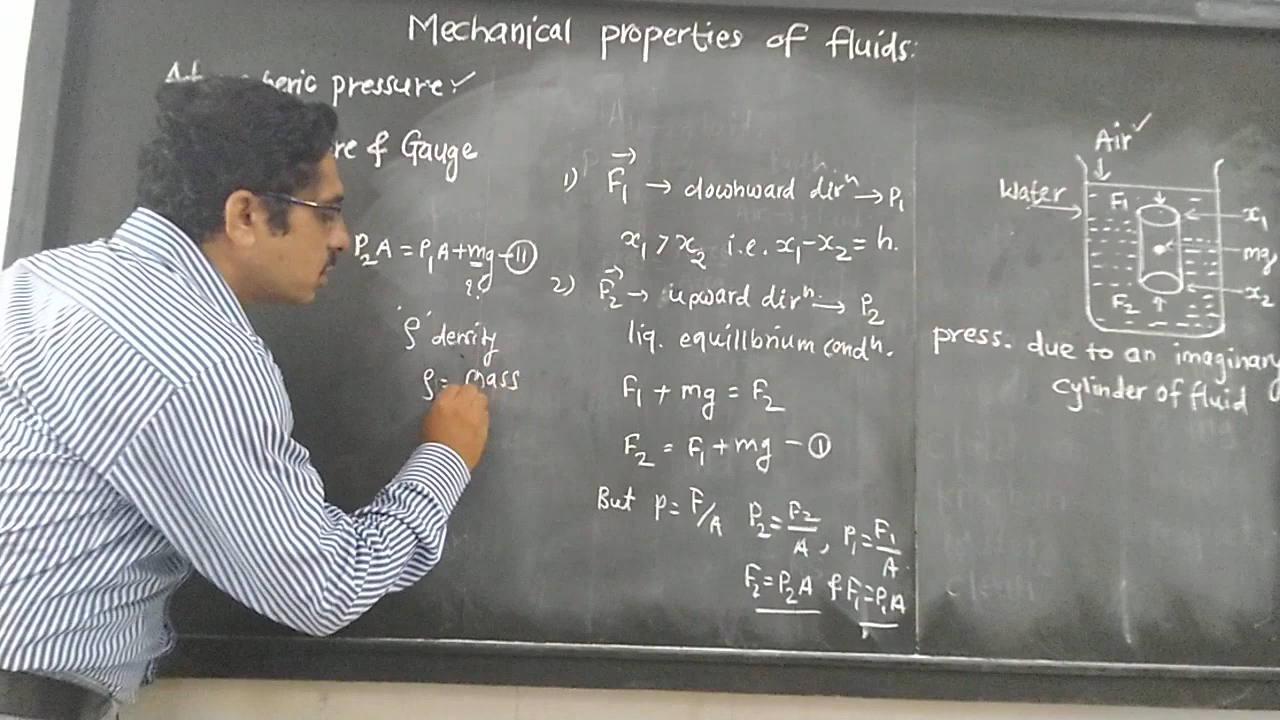 Mechanical properties of fluids:
pressure ✓
& Gauge
P₂A = P₁A + mg – ⑪
?
'ρ' density
ρ = Mass
1) F₁ → downward dirⁿ → P₁
x₁ > x₂ i.e. x₁ - x₂ = h.
2) F₂ → upward dirⁿ. → P₂
liq. equillibrium condⁿ.
F₁ + mg = F₂
F₂ = F₁ + mg – ①
But p = F/A P₂ = F₂/A, P₁ = F₁/A
F₂ = P₂A & F₁ = P₁A
Air ✓
Water
F₁
x₁
mg
F₂
x₂
press. due to an imaginary
cylinder of fluid